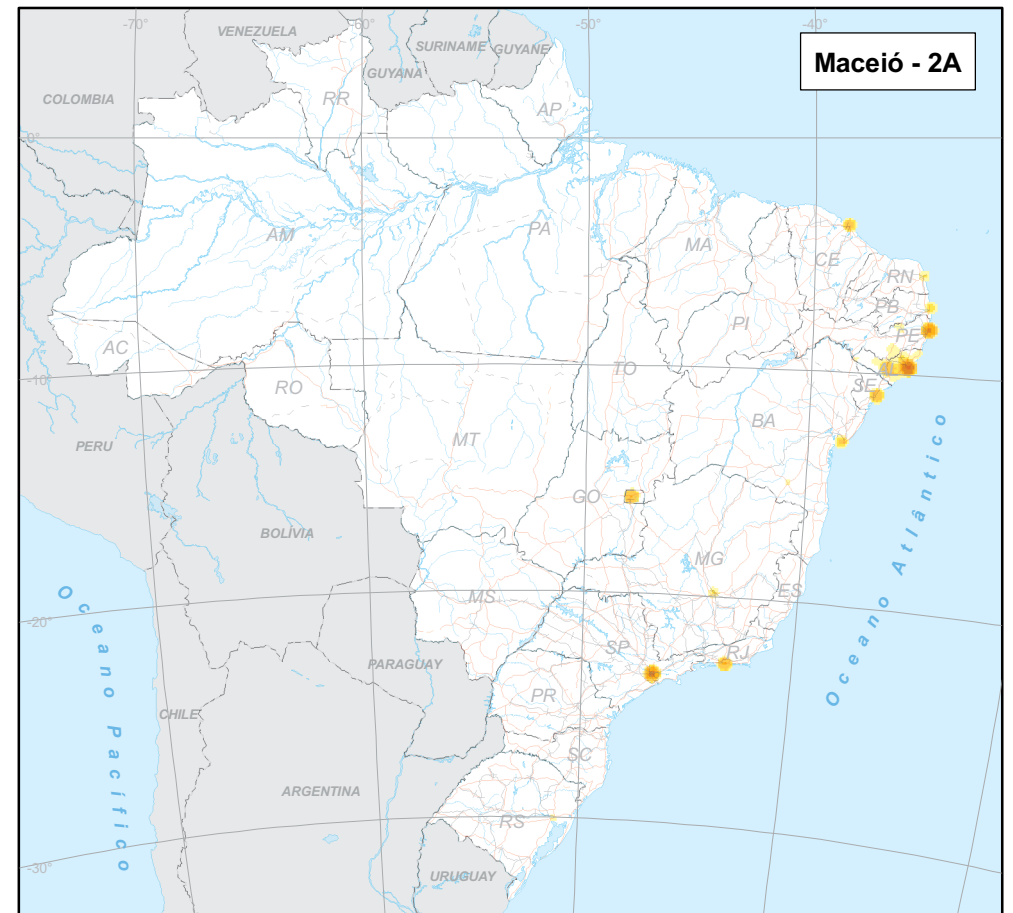 -70°
-60°
-50°
-40°
VENEZUELA
SURINAME
GUYANE
Maceió - 2A
GUYANA
COLOMBIA
RR
AP
0°
AM
PA
MA
CE
RN
PB
PI
PE
AC
TO
AL
-10°
RO
SE
BA
MT
PERU
GO
BOLÍVIA
MG
Oceano Atlântico
ES
MS
Oceano Pacífico
-20°
SP
RJ
PARAGUAY
PR
CHILE
SC
ARGENTINA
RS
-30°
URUGUAY